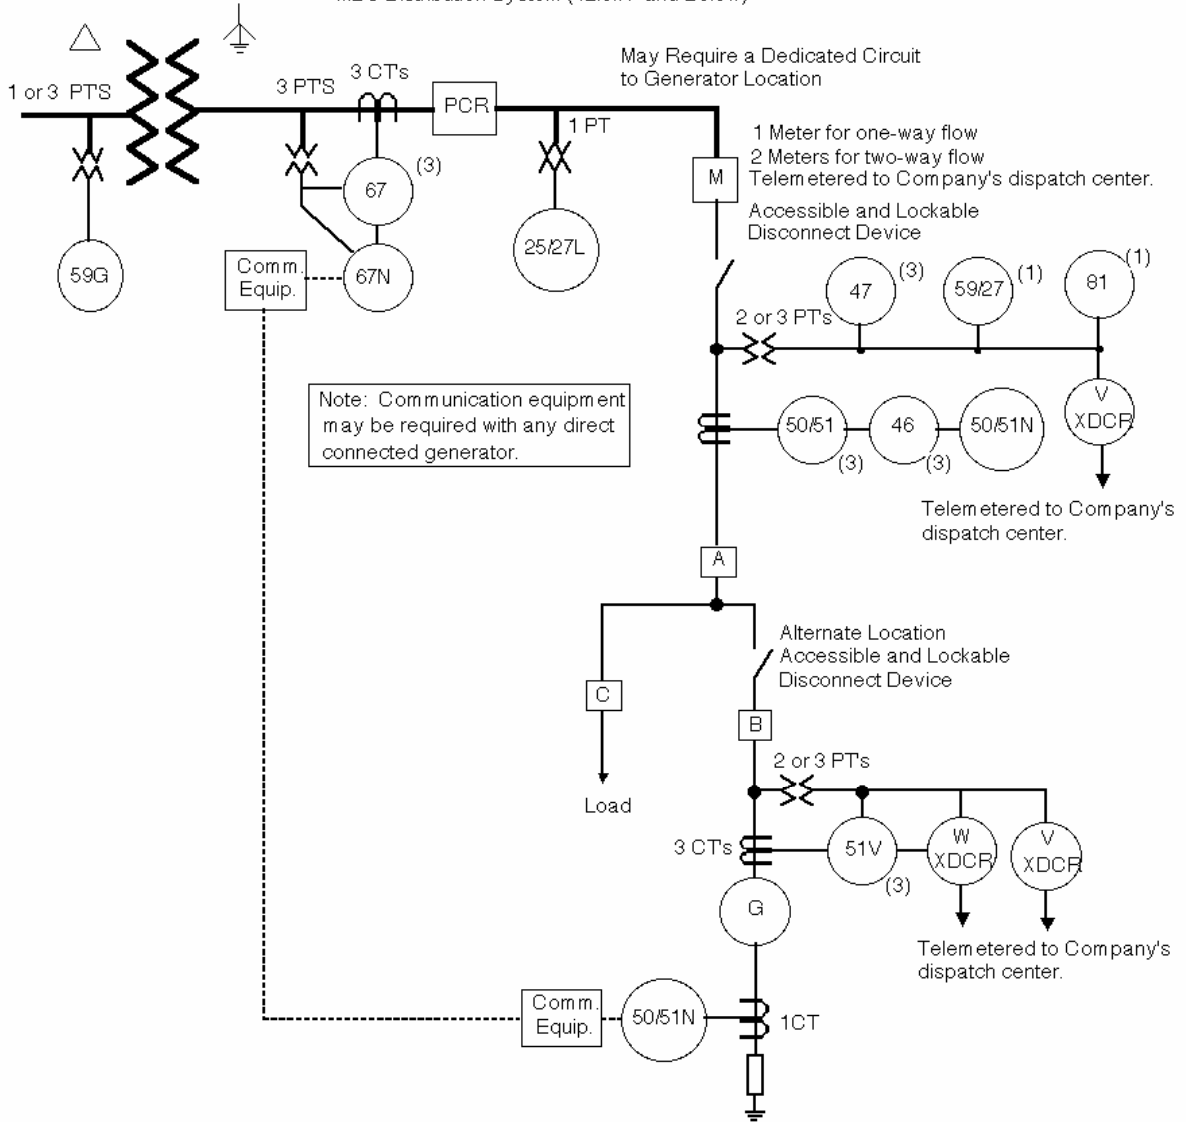 May Require a Dedicated Circuit
to Generator Location
3 CT's
1 or 3 PT'S
3 PT'S
PCR
1 PT
1 Meter for one-way flow
2 Meters for two-way flow
Telemetered to Company's dispatch center.
M
(3)
67
Accessible and Lockable
Disconnect Device
25/27L
59G
Comm.
Equip.
67N
47
(3)
59/27
(1)
81
(1)
2 or 3 PT's
Note: Communication equipment
may be required with any direct
connected generator.
V
XDCR
50/51
(3)
46
(3)
50/51N
Telemetered to Company's
dispatch center.
A
Alternate Location
Accessible and Lockable
Disconnect Device
C
B
2 or 3 PT's
Load
3 CT's
51V
(3)
W
XDCR
V
XDCR
G
Telemetered to Company's
dispatch center.
Comm.
Equip.
50/51N
1CT